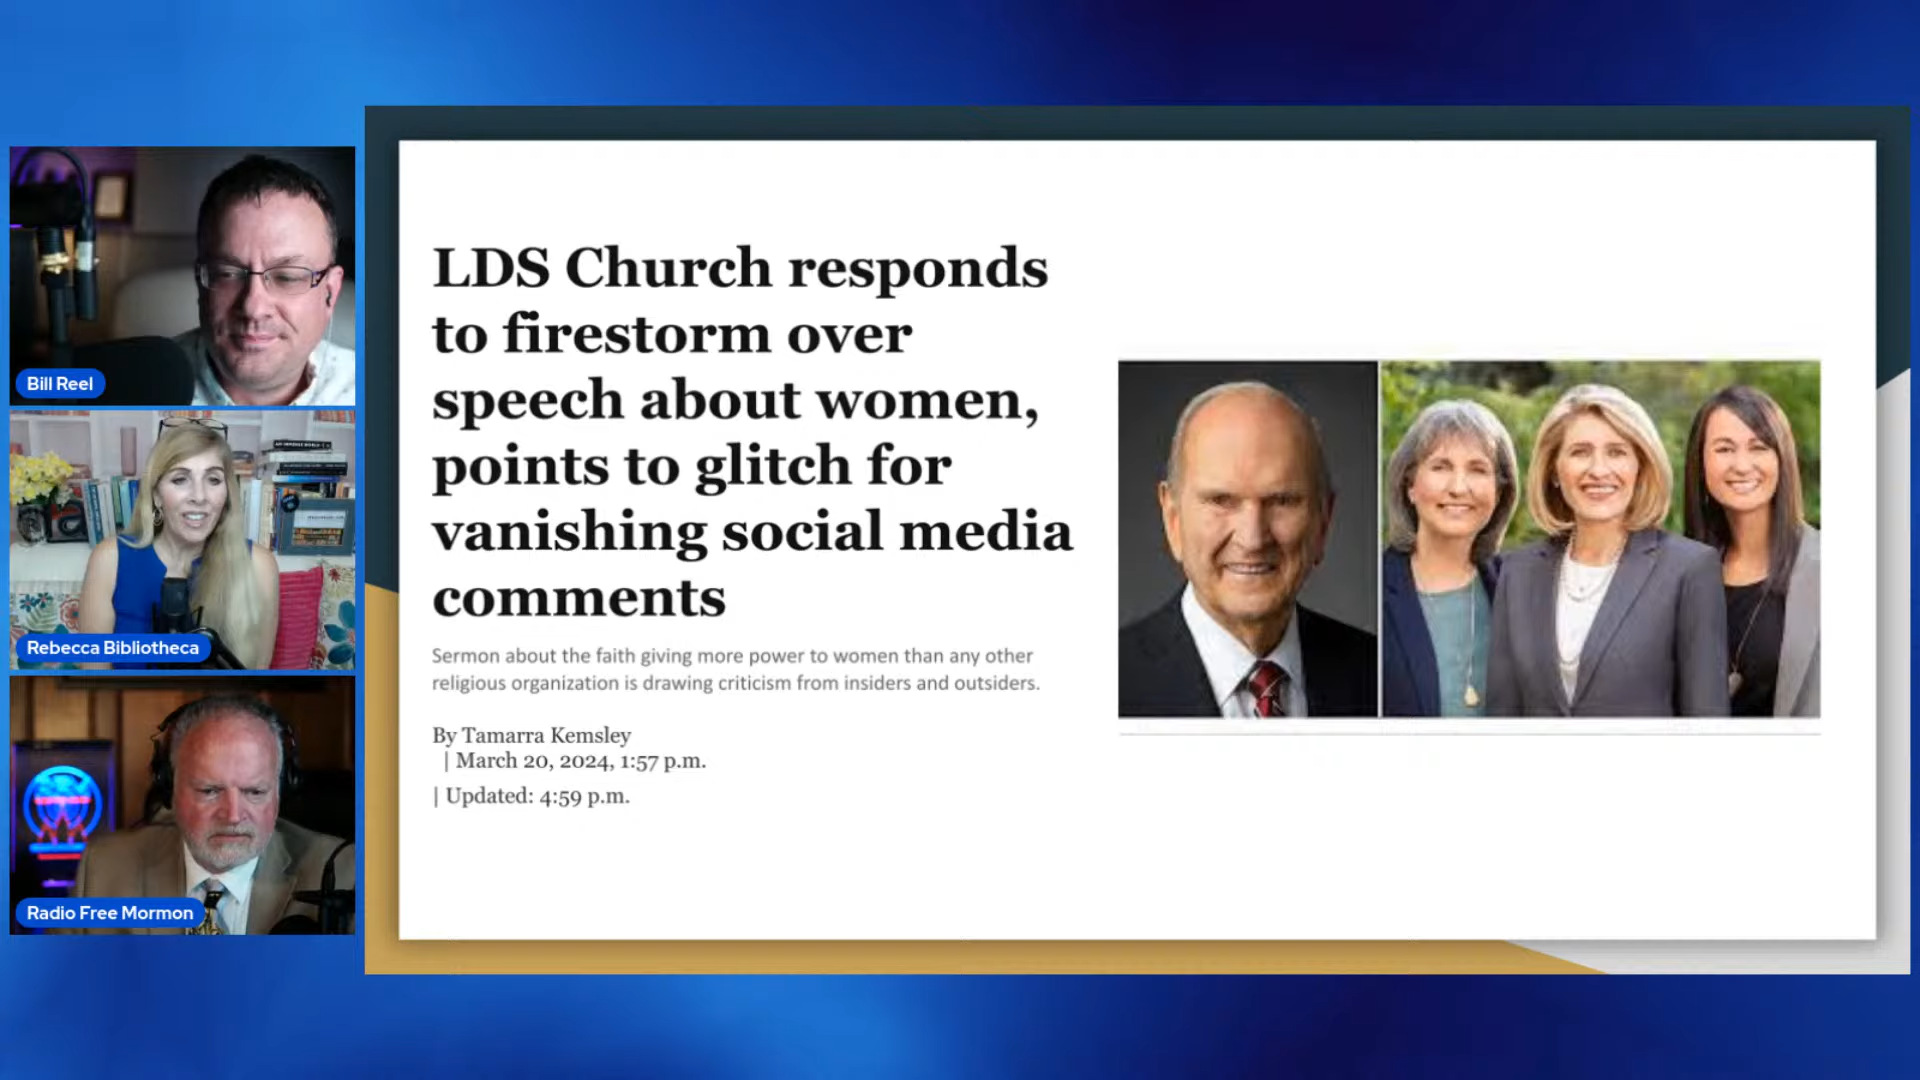 Bill Reel
Rebecca Bibliotheca
Radio Free Mormon
LDS Church responds
to firestorm over
speech about women,
points to glitch for
vanishing social media
comments
Sermon about the faith giving more power to women than any other
religious organization is drawing criticism from insiders and outsiders.
By Tamarra Kemsley
| March 20, 2024, 1:57 p.m.
| Updated: 4:59 p.m.